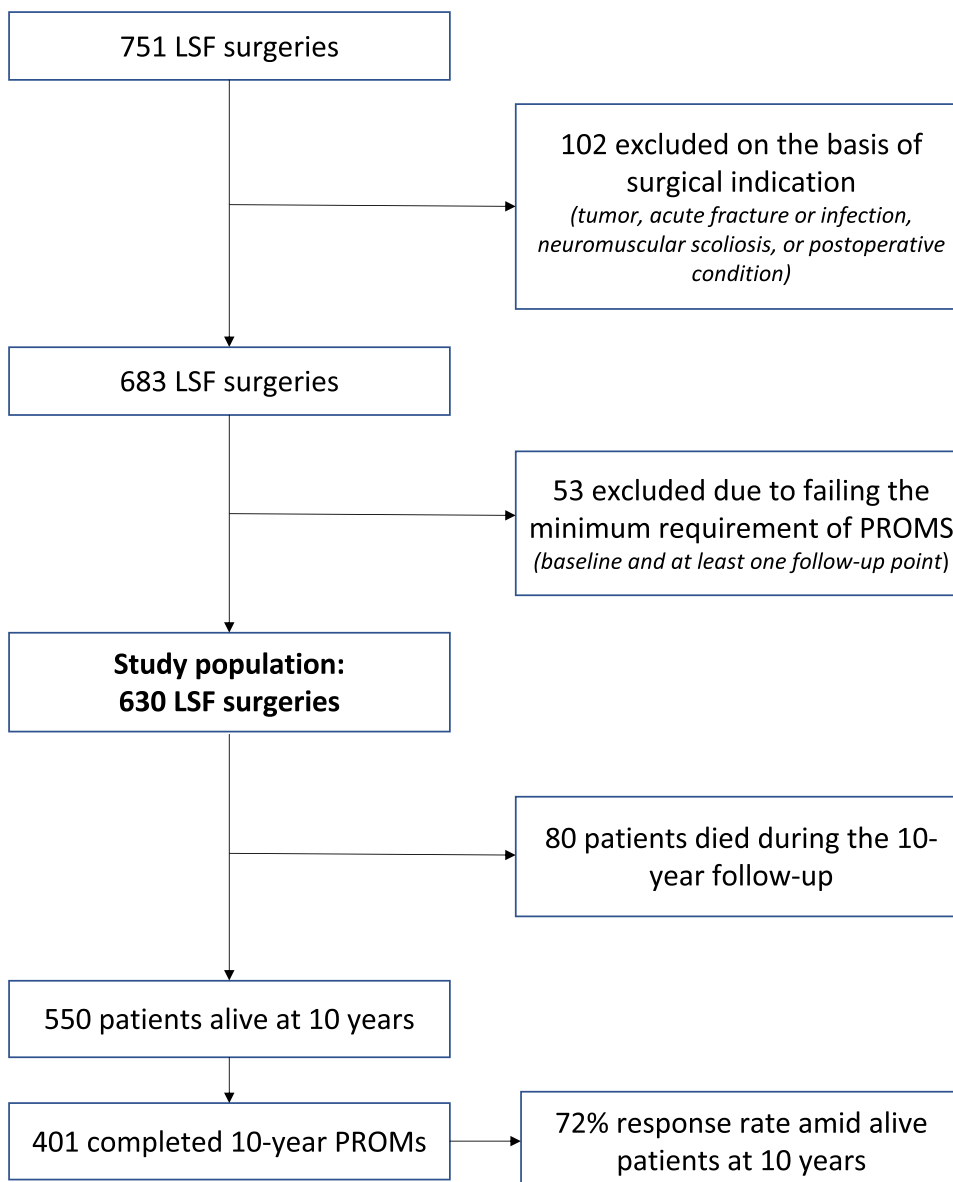 751 LSF surgeries
102 excluded on the basis of
surgical indication
(tumor, acute fracture or infection,
neuromuscular scoliosis, or postoperative
condition)
683 LSF surgeries
53 excluded due to failing the
minimum requirement of PROMS
(baseline and at least one follow-up point)
Study population:
630 LSF surgeries
80 patients died during the 10-
year follow-up
550 patients alive at 10 years
401 completed 10-year PROMs
72% response rate amid alive
patients at 10 years